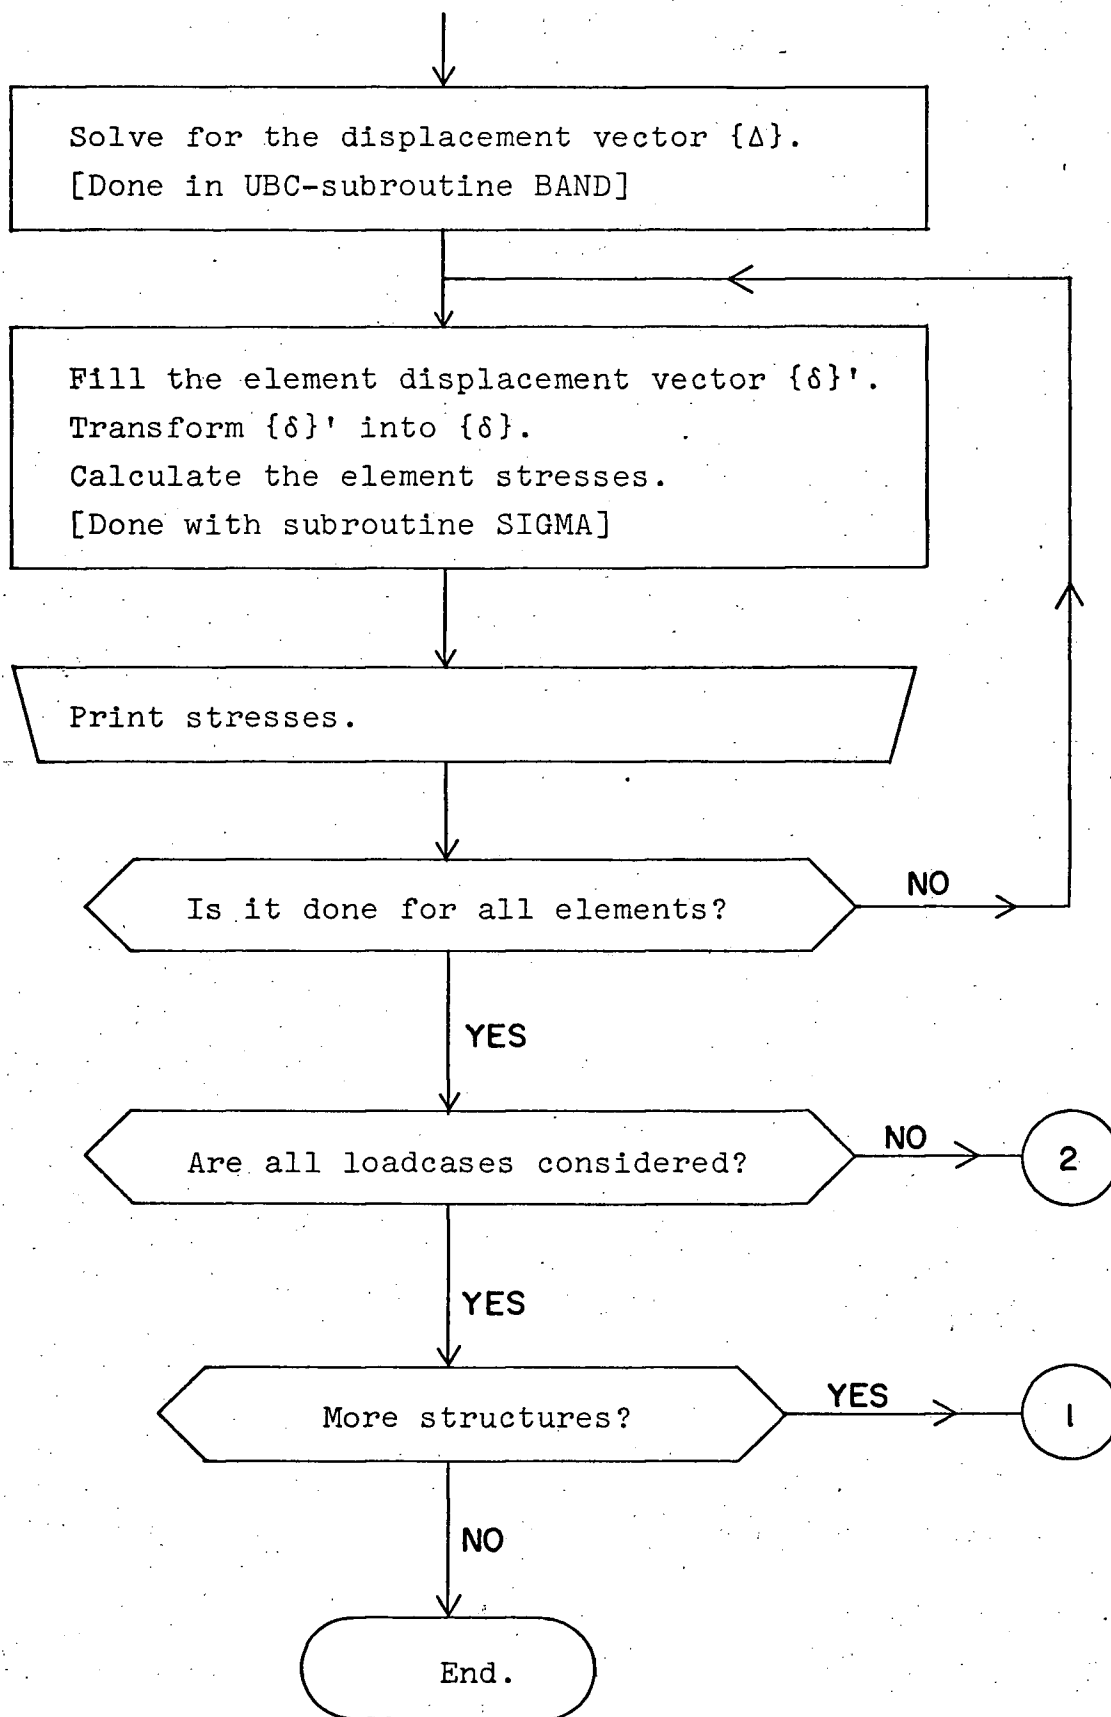 Solve for the displacement vector {Δ}.
[Done in UBC-subroutine BAND]
Fill the element displacement vector {δ}'.
Transform {δ}' into {δ}.
Calculate the element stresses.
[Done with subroutine SIGMA]
Print stresses.
Is it done for all elements?
NO
YES
Are all loadcases considered?
NO
2
YES
More structures?
YES
1
NO
End.